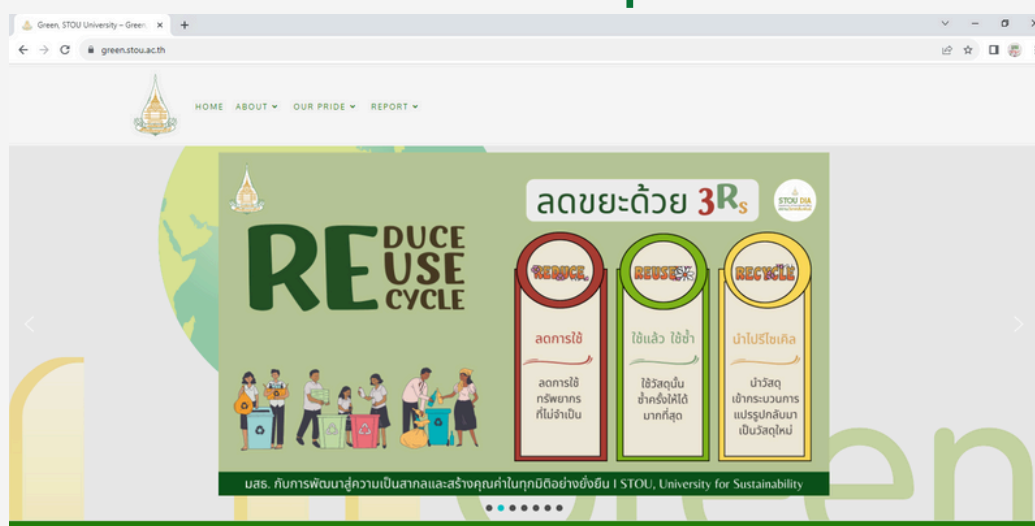 Green, STOU University – Green,
green.stou.ac.th
HOME ABOUT OUR PRIDE REPORT
ลดขยะด้วย 3Rs
STOU DIA
REDUCE
REUSE
RECYCLE
REDUCE
REUSE
RECYCLE
ลดการใช้
ใช้แล้ว ใช้ซ้ำ
นำไปรีไซเคิล
ลดการใช้
ทรัพยากร
ที่ไม่จำเป็น
ใช้วัสดุนั้น
ซ้ำครั้งให้ได้
มากที่สุด
นำวัสดุ
เข้ากระบวนการ
แปรรูปกลับมา
เป็นวัสดุใหม่
มสธ. กับการพัฒนาสู่ความเป็นสากลและสร้างคุณค่าในทุกมิติอย่างยั่งยืน I STOU, University for Sustainability
Green